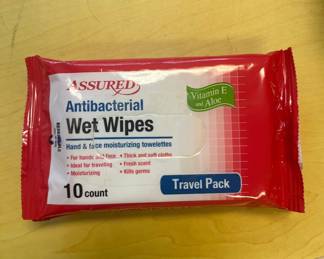 ASSURED
Vitamin E
and Aloe
Antibacterial
Wet Wipes
Hand & face moisturizing towelettes
• For hands and face
• Ideal for traveling
• Moisturizing
• Thick and soft cloths
• Fresh scent
• Kills germs
10 count
Travel Pack